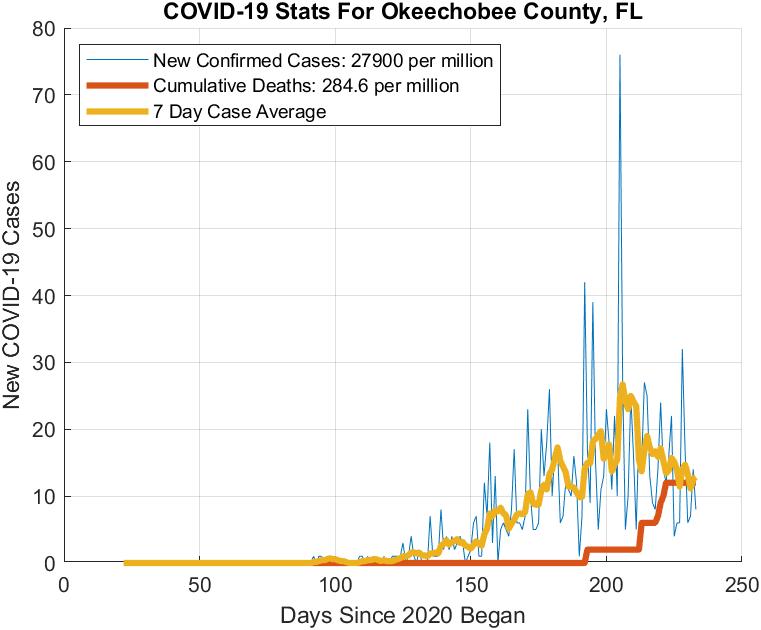 COVID-19 Stats For Okeechobee County, FL
80
70
60
50
40
30
20
10
0
New COVID-19 Cases
New Confirmed Cases: 27900 per million
Cumulative Deaths: 284.6 per million
7 Day Case Average
0 50 100 150 200 250
Days Since 2020 Began